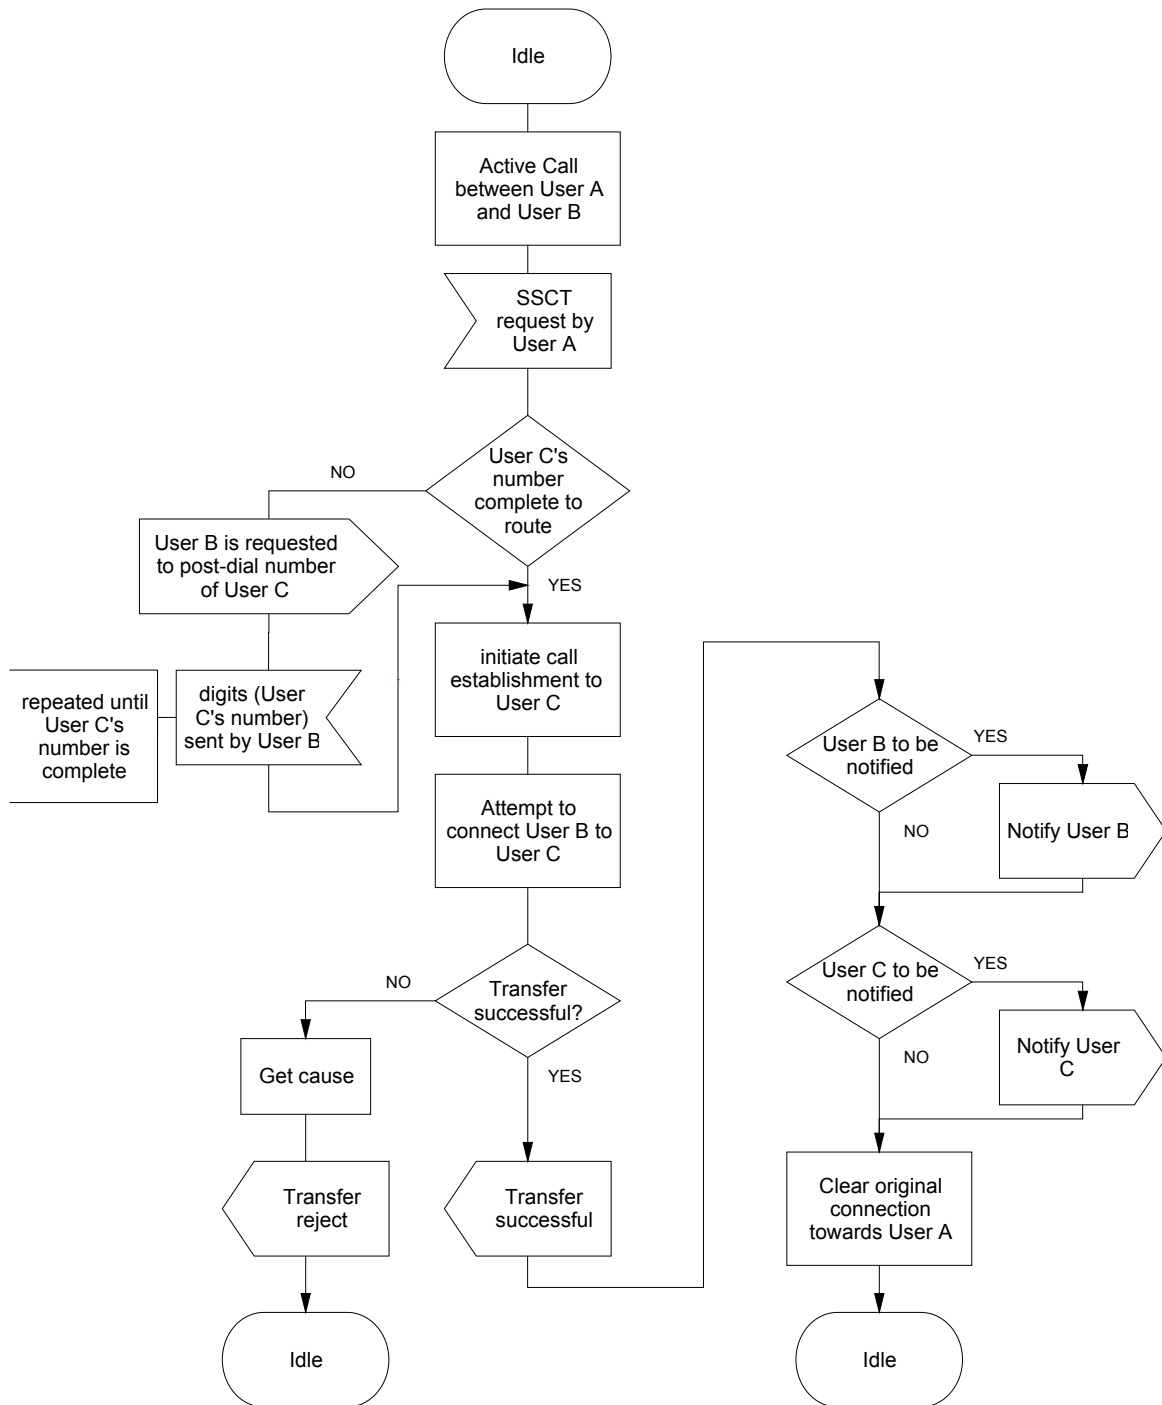 Idle
Active Call
between User A
and User B
SSCT
request by
User A
User C's
number
complete to
route
NO
YES
User B is requested
to post-dial number
of User C
digits (User
C's number)
sent by User B
repeated until
User C's
number is
complete
initiate call
establishment to
User C
Attempt to
connect User B to
User C
Transfer
successful?
NO
YES
Get cause
Transfer
reject
Idle
Transfer
successful
User B to be
notified
YES
NO
Notify User B
User C to be
notified
YES
NO
Notify User
C
Clear original
connection
towards User A
Idle